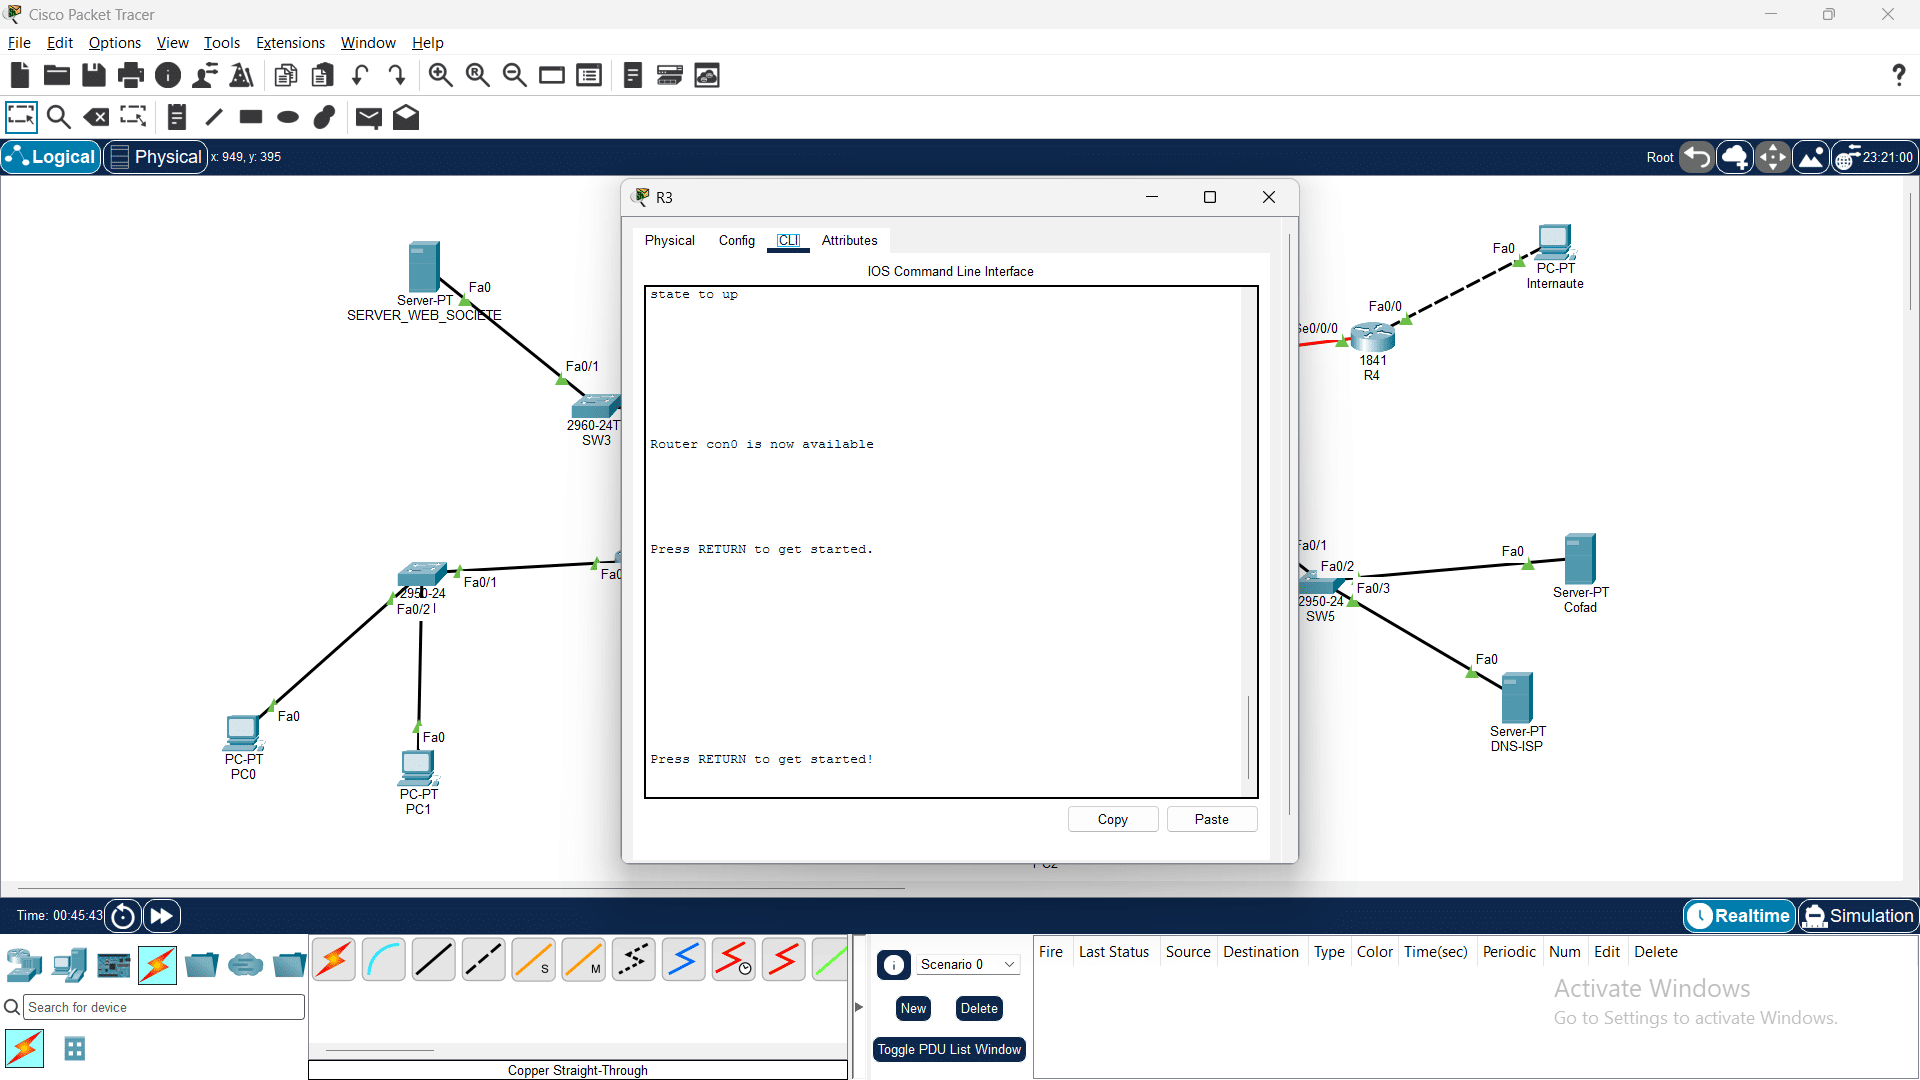 Cisco Packet Tracer
File Edit Options View Tools Extensions Window Help
Logical Physical x: 949, y: 395 Root 23:21:00
R3
Physical Config CLI Attributes
IOS Command Line Interface
state to up
Router con0 is now available
Press RETURN to get started.
Press RETURN to get started!
Copy Paste
Fa0
Server-PT
SERVER_WEB_SOCIETE
Fa0/1
2960-24T
SW3
Fa0
PC-PT
Internaute
Fa0/0
Se0/0/0
1841
R4
Fa0/1
2950-24
Fa0/2
Fa0
PC-PT
PC0
Fa0
PC-PT
PC1
Fa0/1
Fa0/2
Fa0/3
2950-24
SW5
Fa0
Server-PT
Cofad
Fa0
Server-PT
DNS-ISP
PC2
Time: 00:45:43 Realtime Simulation
Search for device
S M
Copper Straight-Through
Scenario 0
New Delete
Toggle PDU List Window
Fire Last Status Source Destination Type Color Time(sec) Periodic Num Edit Delete
Activate Windows
Go to Settings to activate Windows.